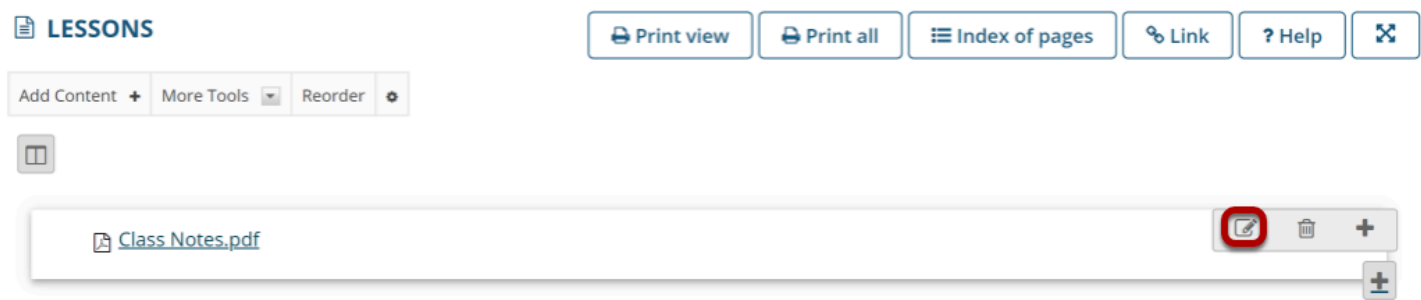 LESSONS
Print view
Print all
Index of pages
Link
? Help
Add Content +
More Tools
Reorder
Class Notes.pdf